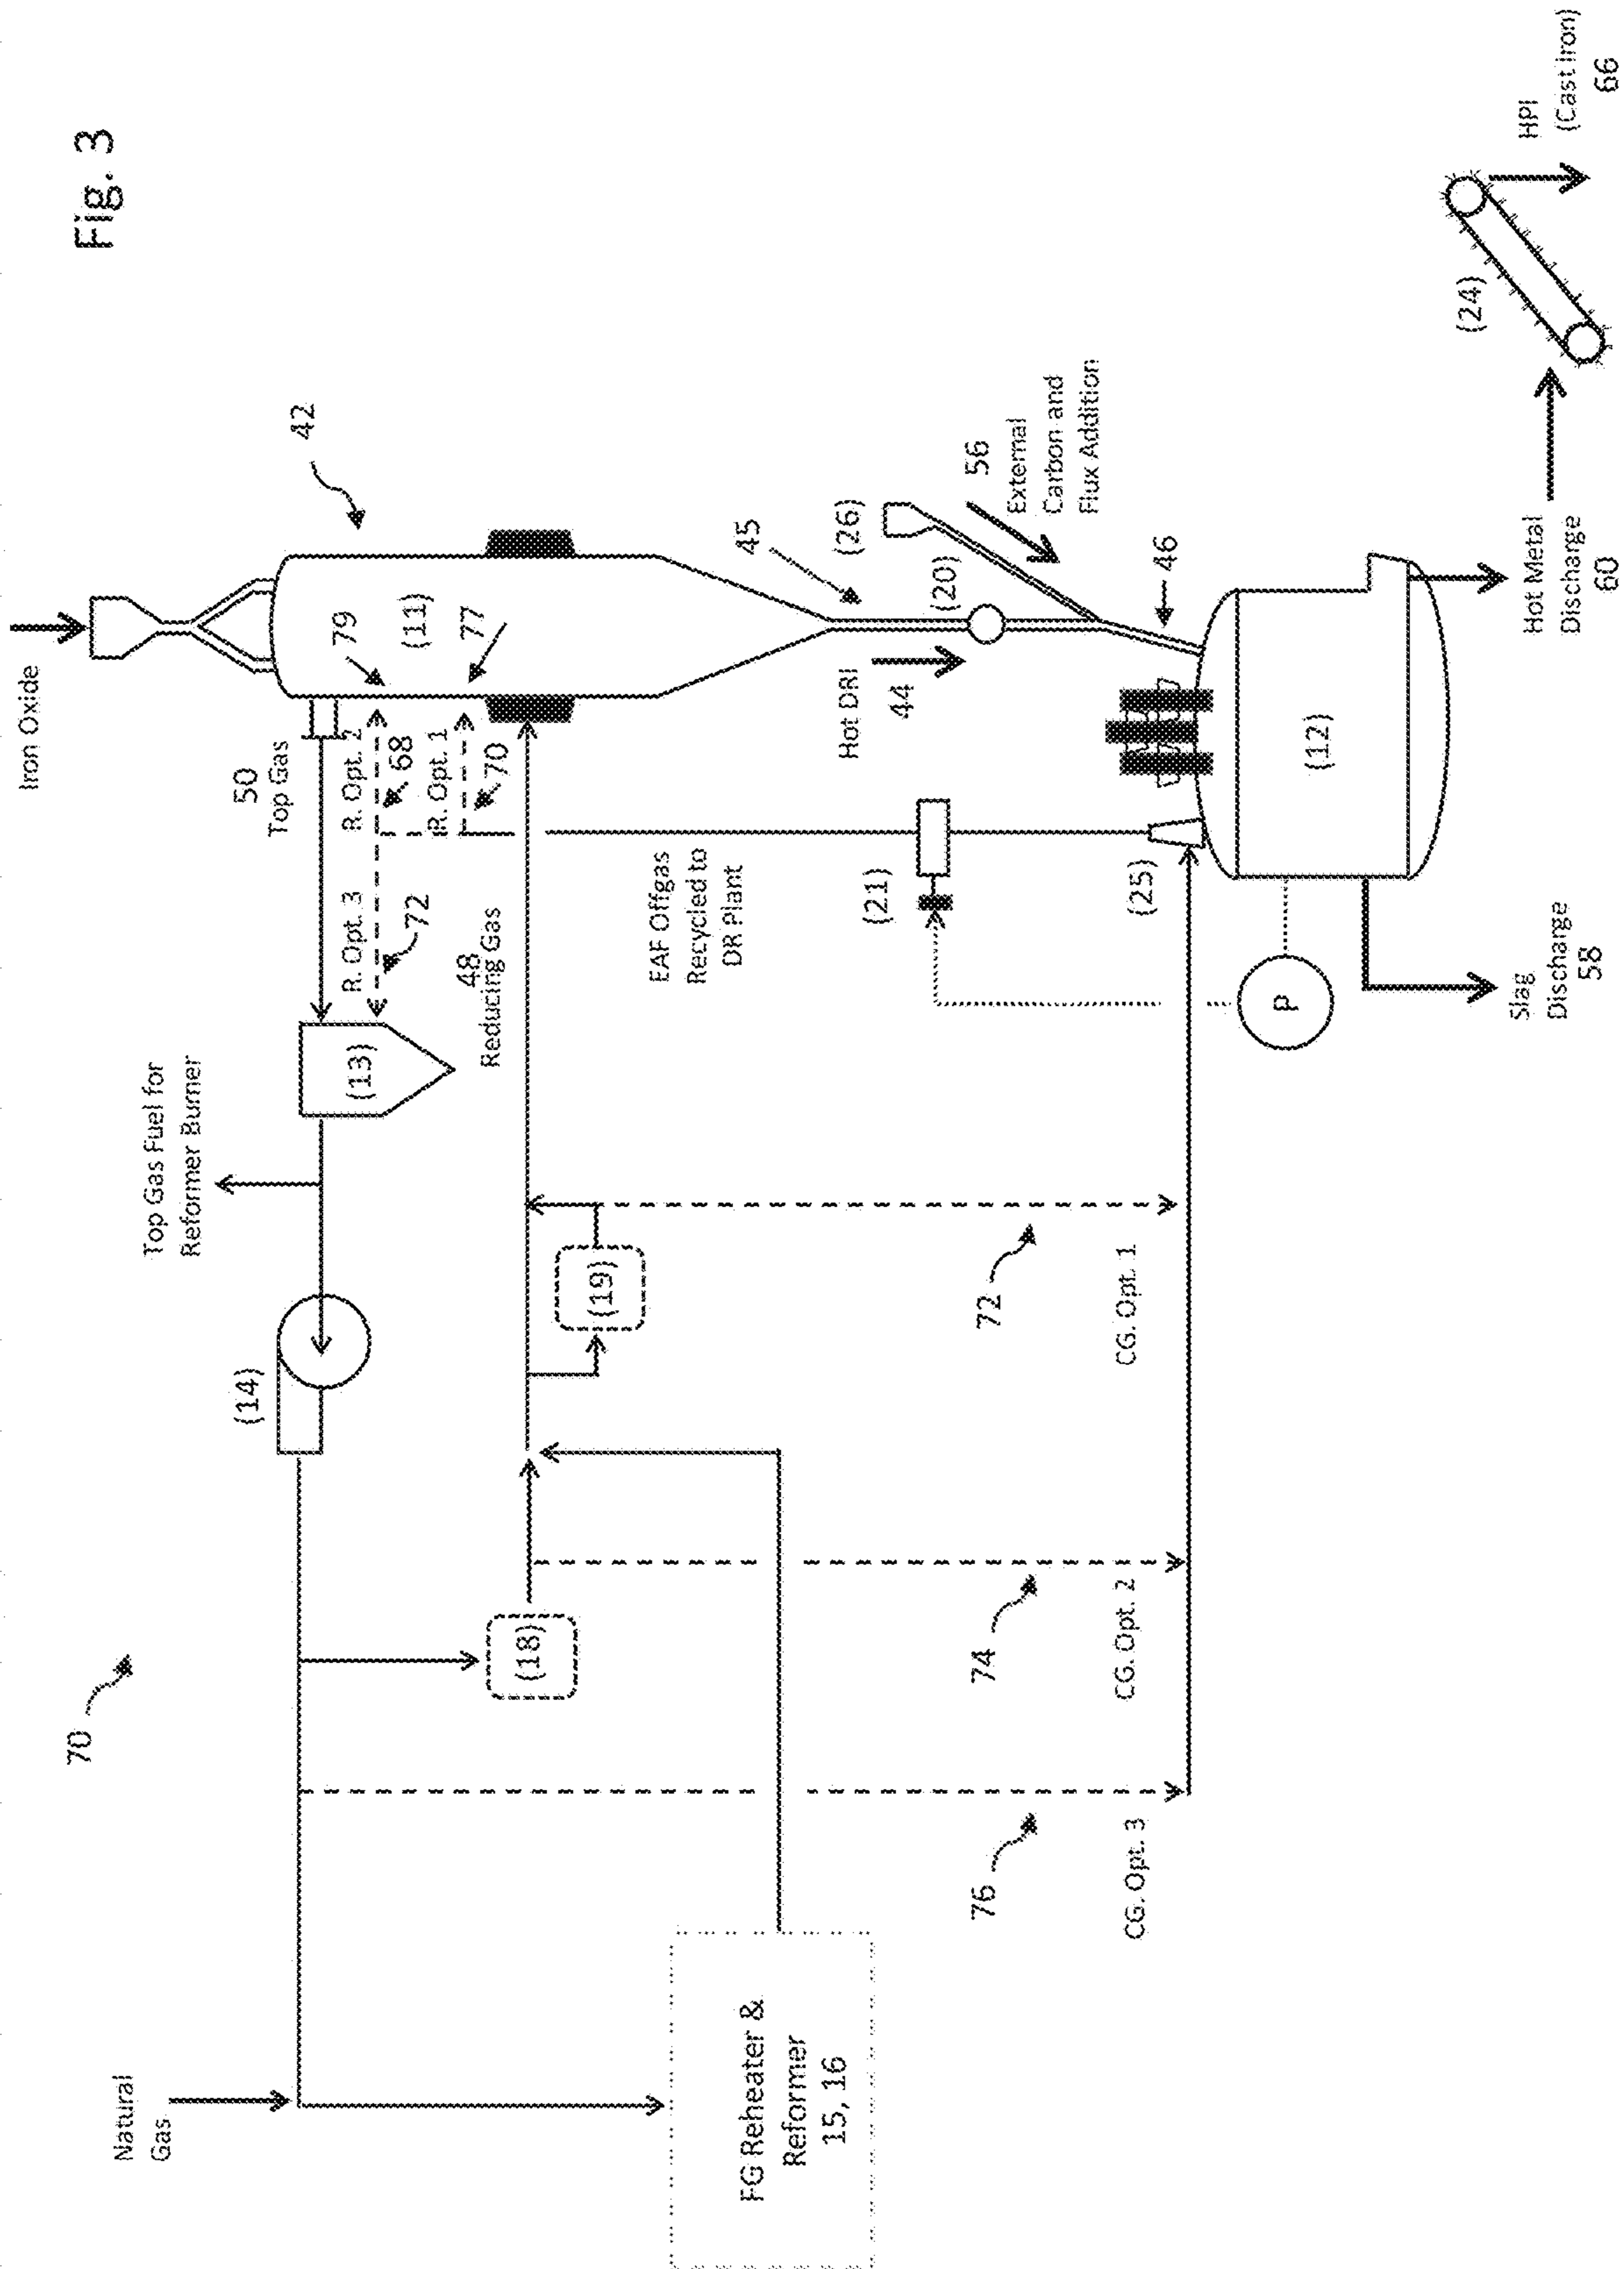 Fig. 3
70
Natural
Gas
Top Gas Fuel for
Reformer Burner
(14)
(13)
50
Top Gas
Iron Oxide
42
R. Opt. 3
72
R. Opt. 2
68
R. Opt. 1
70
79
(11)
77
48
Reducing Gas
(18)
(19)
FG Reheater &
Reformer
15, 16
EAF Offgas
Recycled to
DR Plant
(21)
Hot DRI
44
45
(26)
(20)
56
External
Carbon and
Flux Addition
46
76
CG. Opt. 3
74
CG. Opt. 2
72
CG. Opt. 1
(25)
P
(12)
Slag
Discharge
58
Hot Metal
Discharge
60
(24)
HPI
(Cast Iron)
66